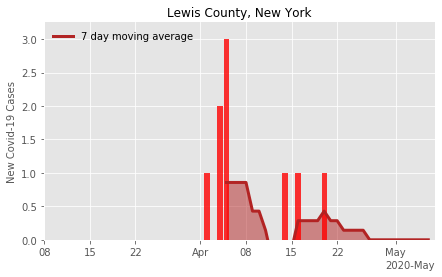 Lewis County, New York
7 day moving average
New Covid-19 Cases
3.0
2.5
2.0
1.5
1.0
0.5
0.0
08 15 22 Apr 08 15 22 May
2020-May